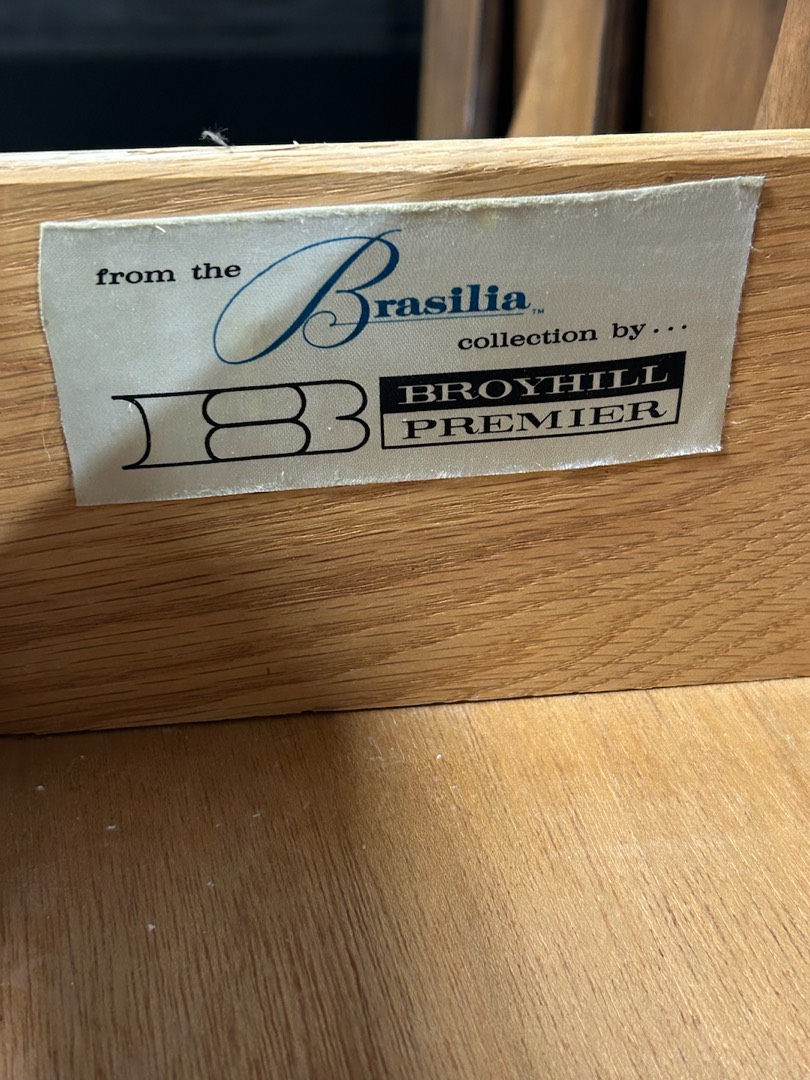 from the Brasilia™
collection by...
B BROYHILL
PREMIER